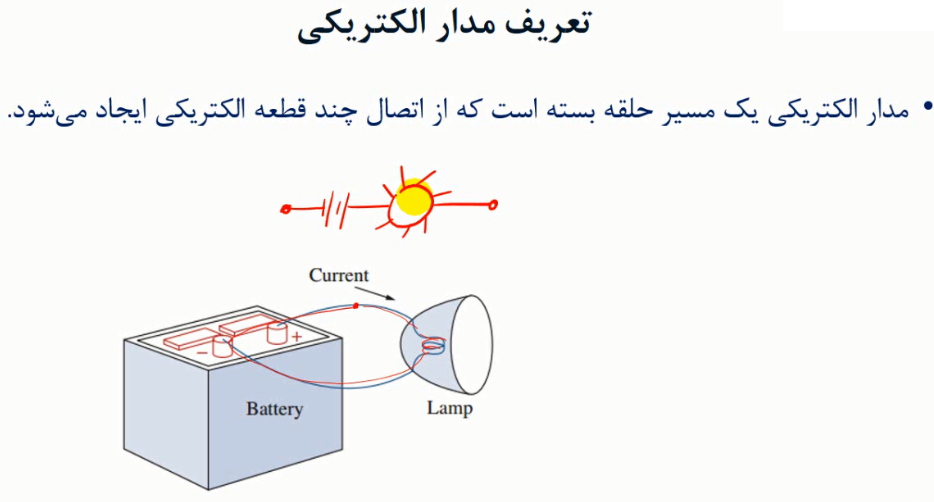 تعریف مدار الکتریکی
• مدار الکتریکی یک مسیر حلقه بسته است که از اتصال چند قطعه الکتریکی ایجاد می‌شود.
Current
+
−
Battery
Lamp